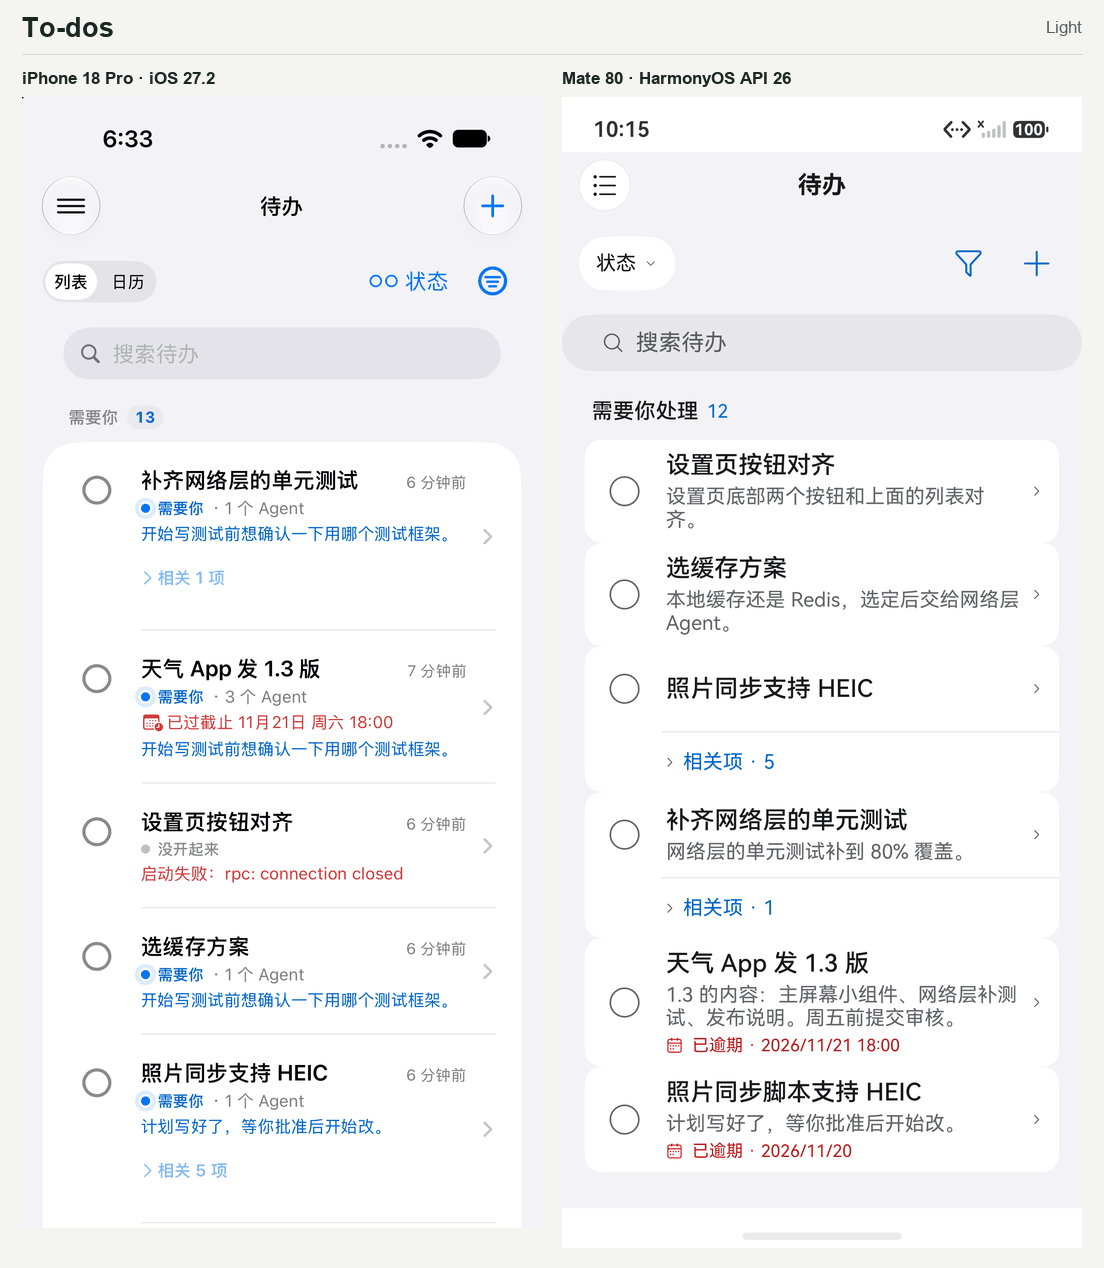 To-dos
Light
iPhone 18 Pro · iOS 27.2
6:33
待办
列表
日历
状态
搜索待办
需要你 13
补齐网络层的单元测试
6 分钟前
需要你 · 1 个 Agent
开始写测试前想确认一下用哪个测试框架。
相关 1 项
天气 App 发 1.3 版
7 分钟前
需要你 · 3 个 Agent
已过截止 11月21日 周六 18:00
开始写测试前想确认一下用哪个测试框架。
设置页按钮对齐
6 分钟前
没开起来
启动失败：rpc: connection closed
选缓存方案
6 分钟前
需要你 · 1 个 Agent
开始写测试前想确认一下用哪个测试框架。
照片同步支持 HEIC
6 分钟前
需要你 · 1 个 Agent
计划写好了，等你批准后开始改。
相关 5 项
Mate 80 · HarmonyOS API 26
10:15
100
待办
状态
搜索待办
需要你处理 12
设置页按钮对齐
设置页底部两个按钮和上面的列表对
齐。
选缓存方案
本地缓存还是 Redis，选定后交给网络层
Agent。
照片同步支持 HEIC
相关项 · 5
补齐网络层的单元测试
网络层的单元测试补到 80% 覆盖。
相关项 · 1
天气 App 发 1.3 版
1.3 的内容：主屏幕小组件、网络层补测
试、发布说明。周五前提交审核。
已逾期 · 2026/11/21 18:00
照片同步脚本支持 HEIC
计划写好了，等你批准后开始改。
已逾期 · 2026/11/20